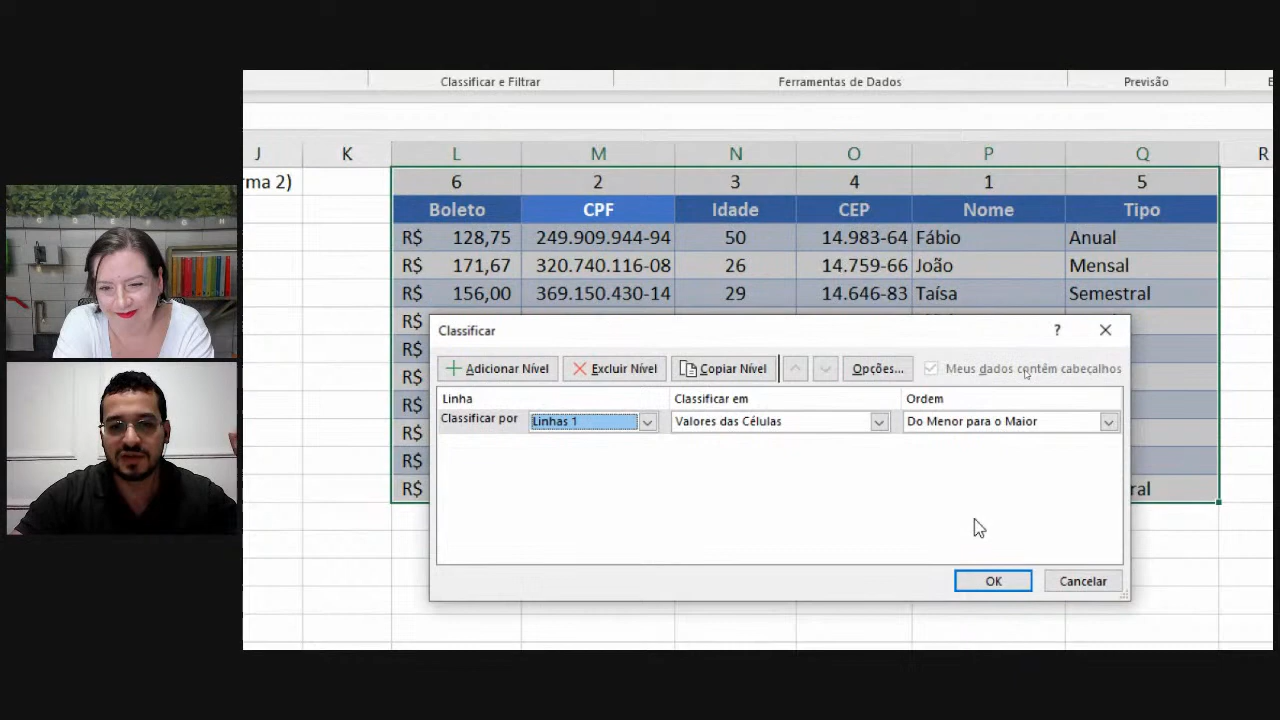 Classificar e Filtrar Ferramentas de Dados Previsão
J K L M N O P Q R
rma 2) 6 2 3 4 1 5
Boleto CPF Idade CEP Nome Tipo
R$ 128,75 249.909.944-94 50 14.983-64 Fábio Anual
R$ 171,67 320.740.116-08 26 14.759-66 João Mensal
R$ 156,00 369.150.430-14 29 14.646-83 Taísa Semestral
R$
Classificar ? ×
R$
Adicionar Nível Excluir Nível Copiar Nível Opções... Meus dados contêm cabeçalhos
R$
Linha Classificar em Ordem
R$
Classificar por Linhas 1 Valores das Células Do Menor para o Maior
R$
R$
R$ ral
OK Cancelar